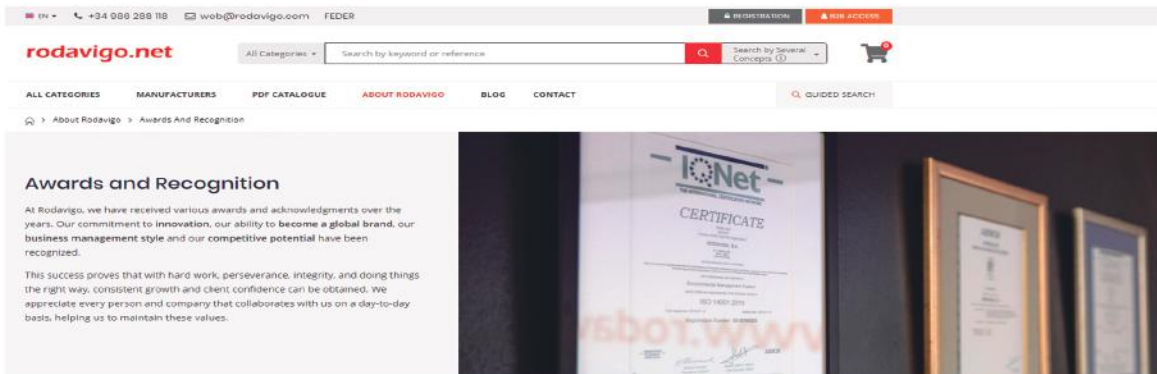 EN
+34 986 288 118
web@rodavigo.com
FEDER
REGISTRATION
B2B ACCESS
rodavigo.net
All Categories
Search by keyword or reference
Search by Several
Concepts
0
ALL CATEGORIES
MANUFACTURERS
PDF CATALOGUE
ABOUT RODAVIGO
BLOG
CONTACT
GUIDED SEARCH
> About Rodavigo > Awards And Recognition
Awards and Recognition
At Rodavigo, we have received various awards and acknowledgments over the
years. Our commitment to innovation, our ability to become a global brand, our
business management style and our competitive potential have been
recognized.
This success proves that with hard work, perseverance, integrity, and doing things
the right way, consistent growth and client confidence can be obtained. We
appreciate every person and company that collaborates with us on a day-to-day
basis, helping us to maintain these values.
IQNet
CERTIFICATE
Environmental Management System
ISO 14001:2015
www.rodav